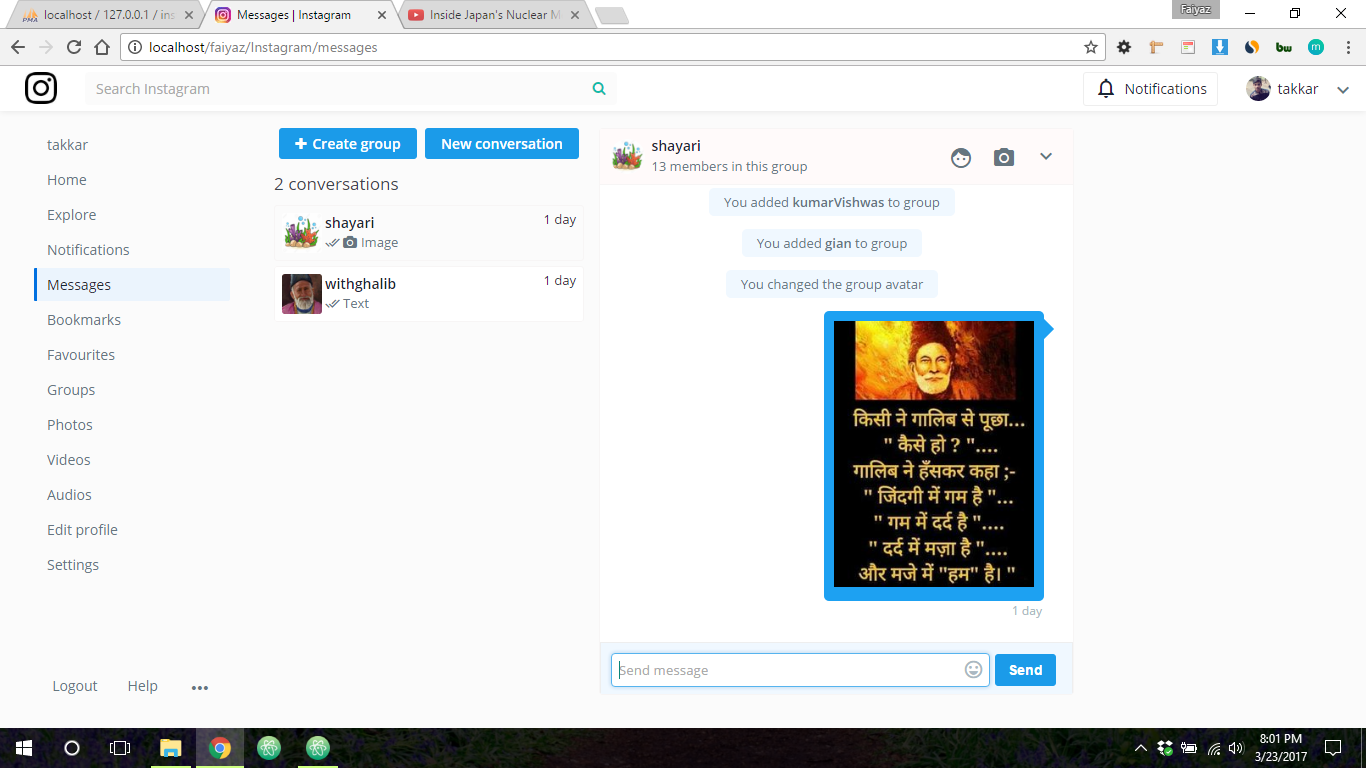 localhost / 127.0.0.1 / ins
Messages | Instagram
Inside Japan's Nuclear M
Faiyaz
localhost/faiyaz/Instagram/messages
Search Instagram
Notifications
takkar
takkar
Home
Explore
Notifications
Messages
Bookmarks
Favourites
Groups
Photos
Videos
Audios
Edit profile
Settings
Logout Help
+ Create group
New conversation
2 conversations
shayari 1 day
Image
withghalib 1 day
Text
shayari
13 members in this group
You added kumarVishwas to group
You added gian to group
You changed the group avatar
किसी ने गालिब से पूछा...
" कैसे हो ? "....
गालिब ने हँसकर कहा ;-
" जिंदगी में गम है "...
" गम में दर्द है "....
" दर्द में मज़ा है "....
और मजे में "हम" है। "
1 day
Send message
Send
8:01 PM
3/23/2017